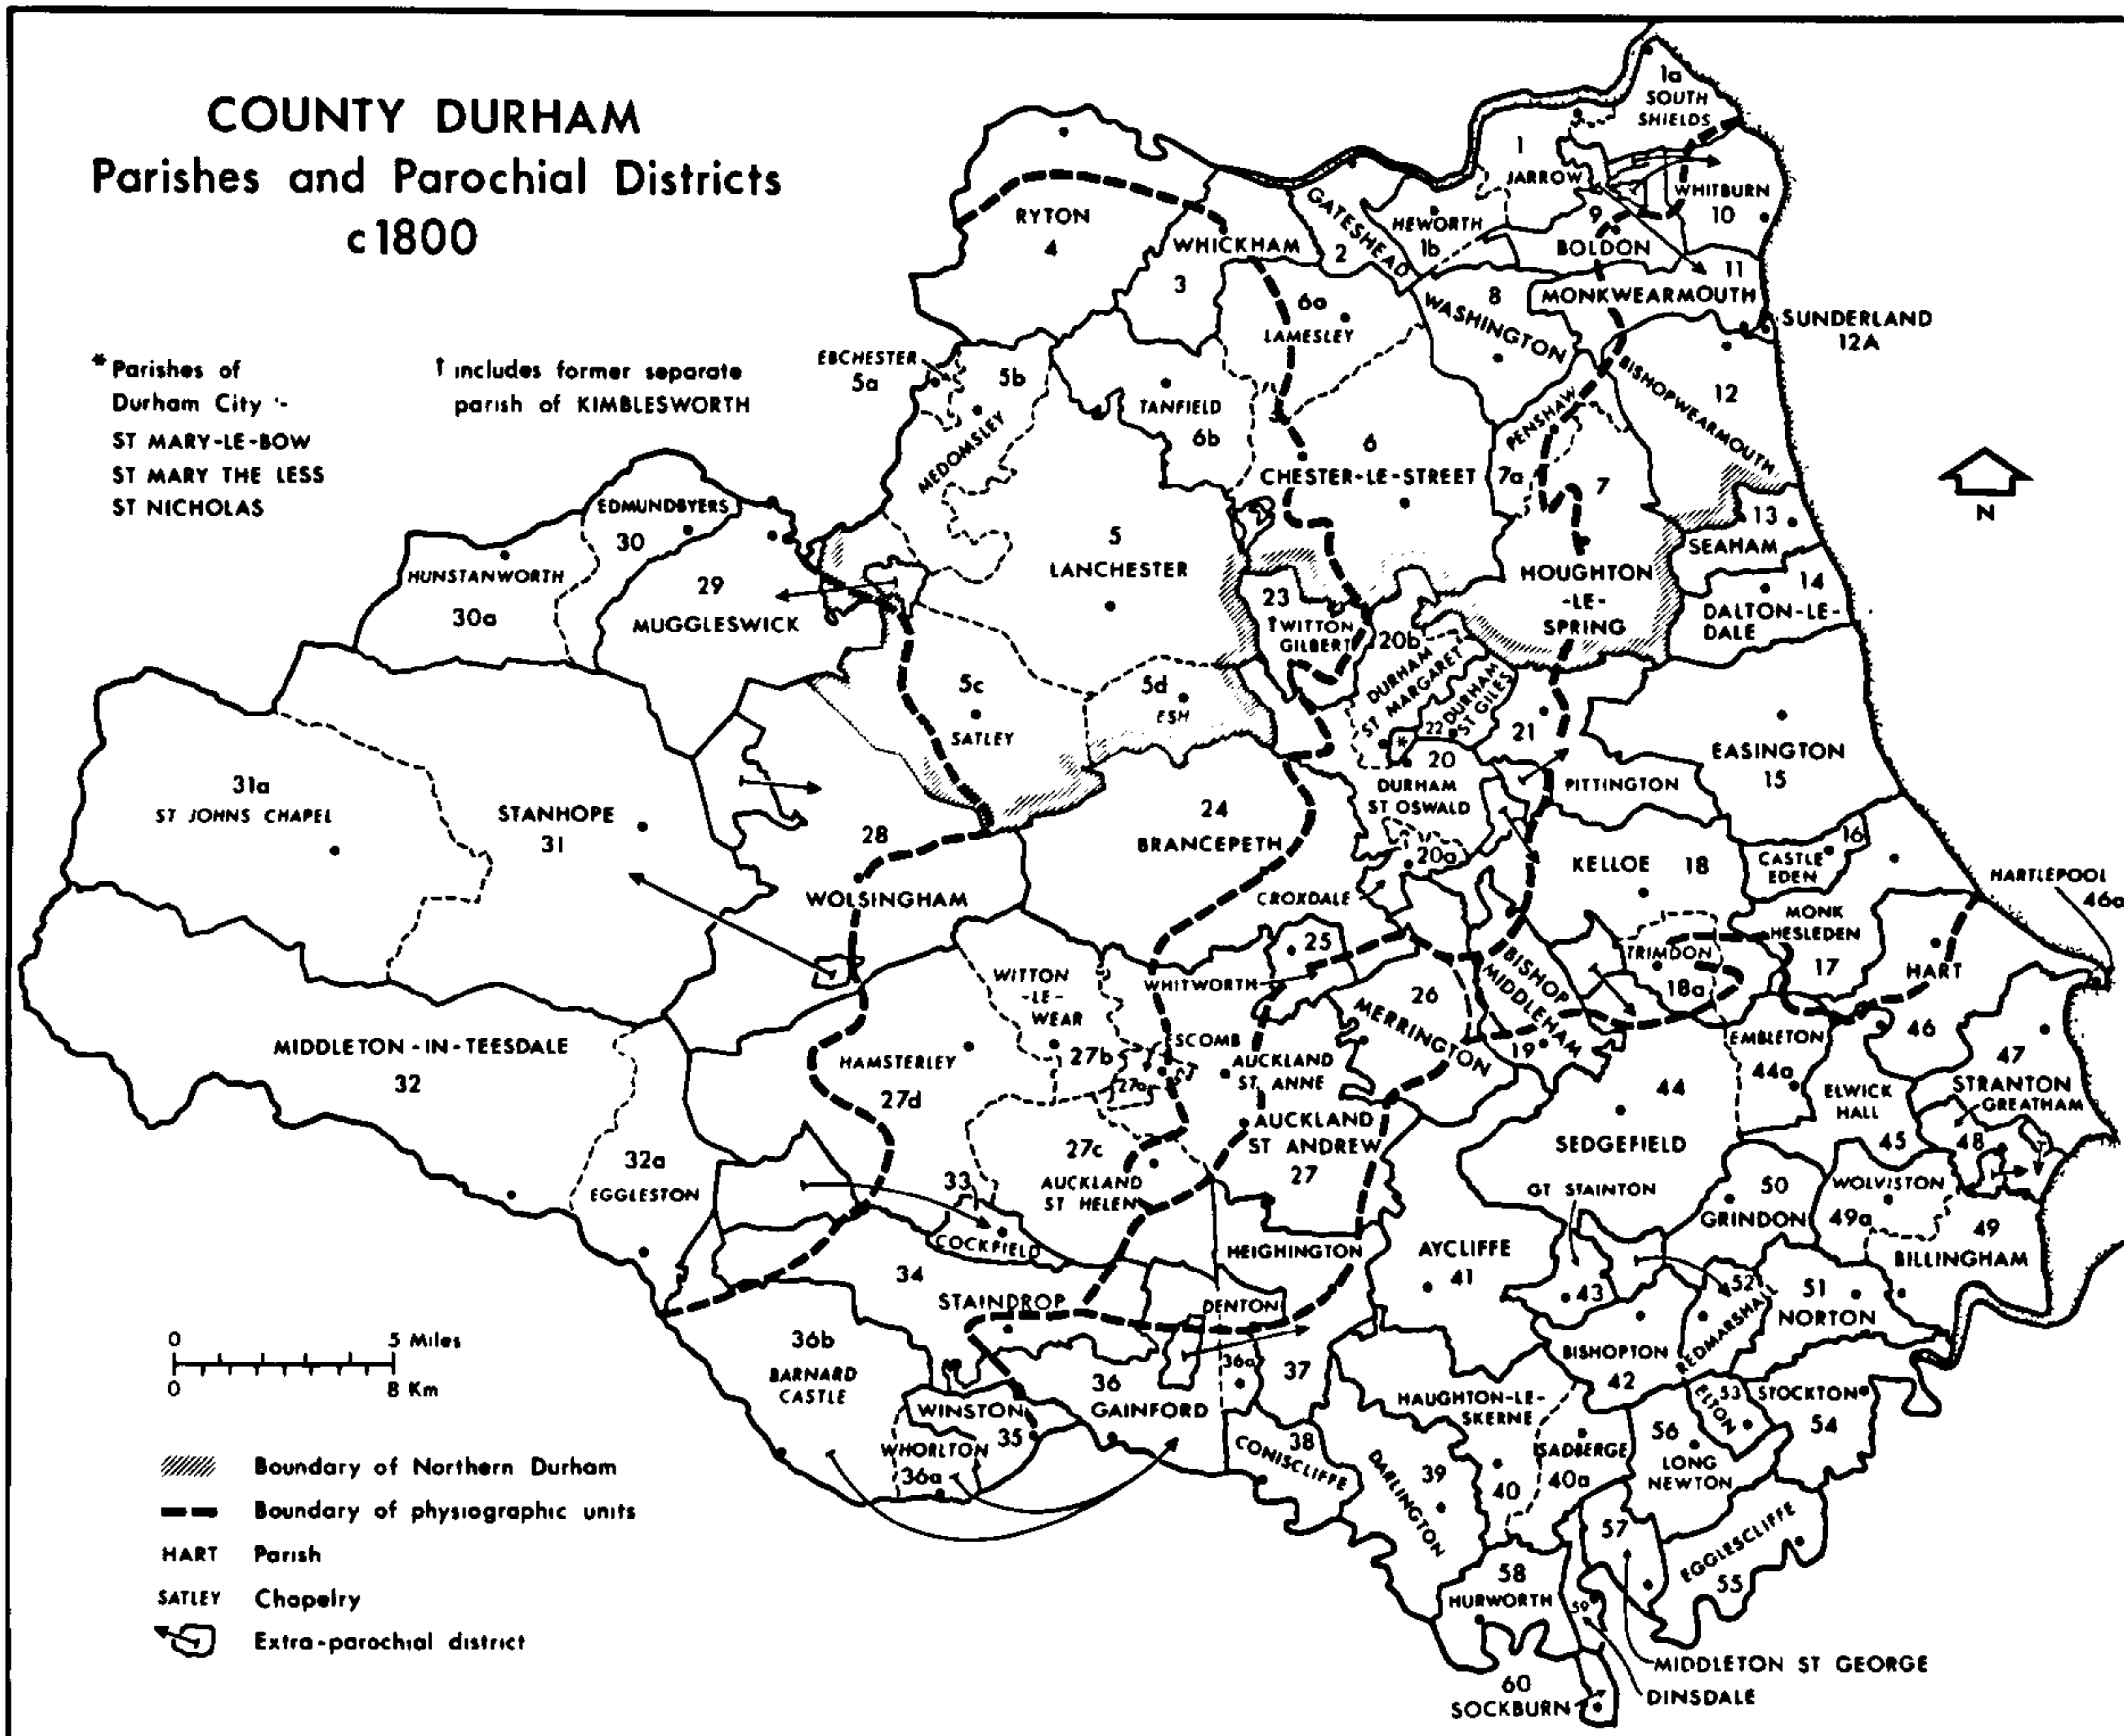 COUNTY DURHAM
Parishes and Parochial Districts
c1800
* Parishes of
Durham City :-
ST MARY-LE-BOW
ST MARY THE LESS
ST NICHOLAS
† includes former separate
parish of KIMBLESWORTH
1a
SOUTH
SHIELDS
1
JARROW
WHITBURN
10
9
BOLDON
HEWORTH
1b
GATESHEAD
2
RYTON
4
WHICKHAM
3
11
MONKWEARMOUTH
8
WASHINGTON
6a
LAMESLEY
SUNDERLAND
12A
BISHOPWEARMOUTH
12
EBCHESTER
5a
5b
MEDOMSLEY
TANFIELD
6b
6
CHESTER-LE-STREET
PENSHAW
7a
7
HOUGHTON
-LE-
SPRING
13
SEAHAM
14
DALTON-LE-
DALE
N
EDMUNDBYERS
30
HUNSTANWORTH
30a
29
MUGGLESWICK
5
LANCHESTER
23
† WITTON
GILBERT
20b
DURHAM
ST MARGARET
DURHAM
ST GILES
22
*
20
DURHAM
ST OSWALD
21
PITTINGTON
EASINGTON
15
5c
SATLEY
5d
ESH
31a
ST JOHNS CHAPEL
STANHOPE
31
28
WOLSINGHAM
24
BRANCEPETH
20a
CROXDALE
KELLOE
18
CASTLE
EDEN
16
MONK
HESLEDEN
17
HARTLEPOOL
46a
HART
46
TRIMDON
18a
BISHOP
MIDDLEHAM
19
25
WHITWORTH
26
MERRINGTON
WITTON
-LE-
WEAR
27b
ESCOMB
27a
AUCKLAND
ST ANNE
HAMSTERLEY
27d
MIDDLETON-IN-TEESDALE
32
32a
EGGLESTON
27c
AUCKLAND
ST HELEN
AUCKLAND
ST ANDREW
27
EMBLETON
44a
44
SEDGEFIELD
ELWICK
HALL
45
47
STRANTON
GREATHAM
48
WOLVISTON
49a
49
BILLINGHAM
50
GRINDON
GT STAINTON
43
33
COCKFIELD
HEIGHINGTON
AYCLIFFE
41
34
STAINDROP
DENTON
52
REDMARSHALL
51
NORTON
BISHOPTON
42
36b
BARNARD
CASTLE
36
GAINFORD
36a
37
WINSTON
35
WHORLTON
36a
HAUGHTON-LE-
SKERNE
40
SADBERGE
40a
38
CONISCLIFFE
39
DARLINGTON
53
ELTON
STOCKTON
54
56
LONG
NEWTON
57
EGGLESCLIFFE
55
58
HURWORTH
59
MIDDLETON ST GEORGE
DINSDALE
60
SOCKBURN
0 5 Miles
0 8 Km
Boundary of Northern Durham
Boundary of physiographic units
HART Parish
SATLEY Chapelry
Extra-parochial district